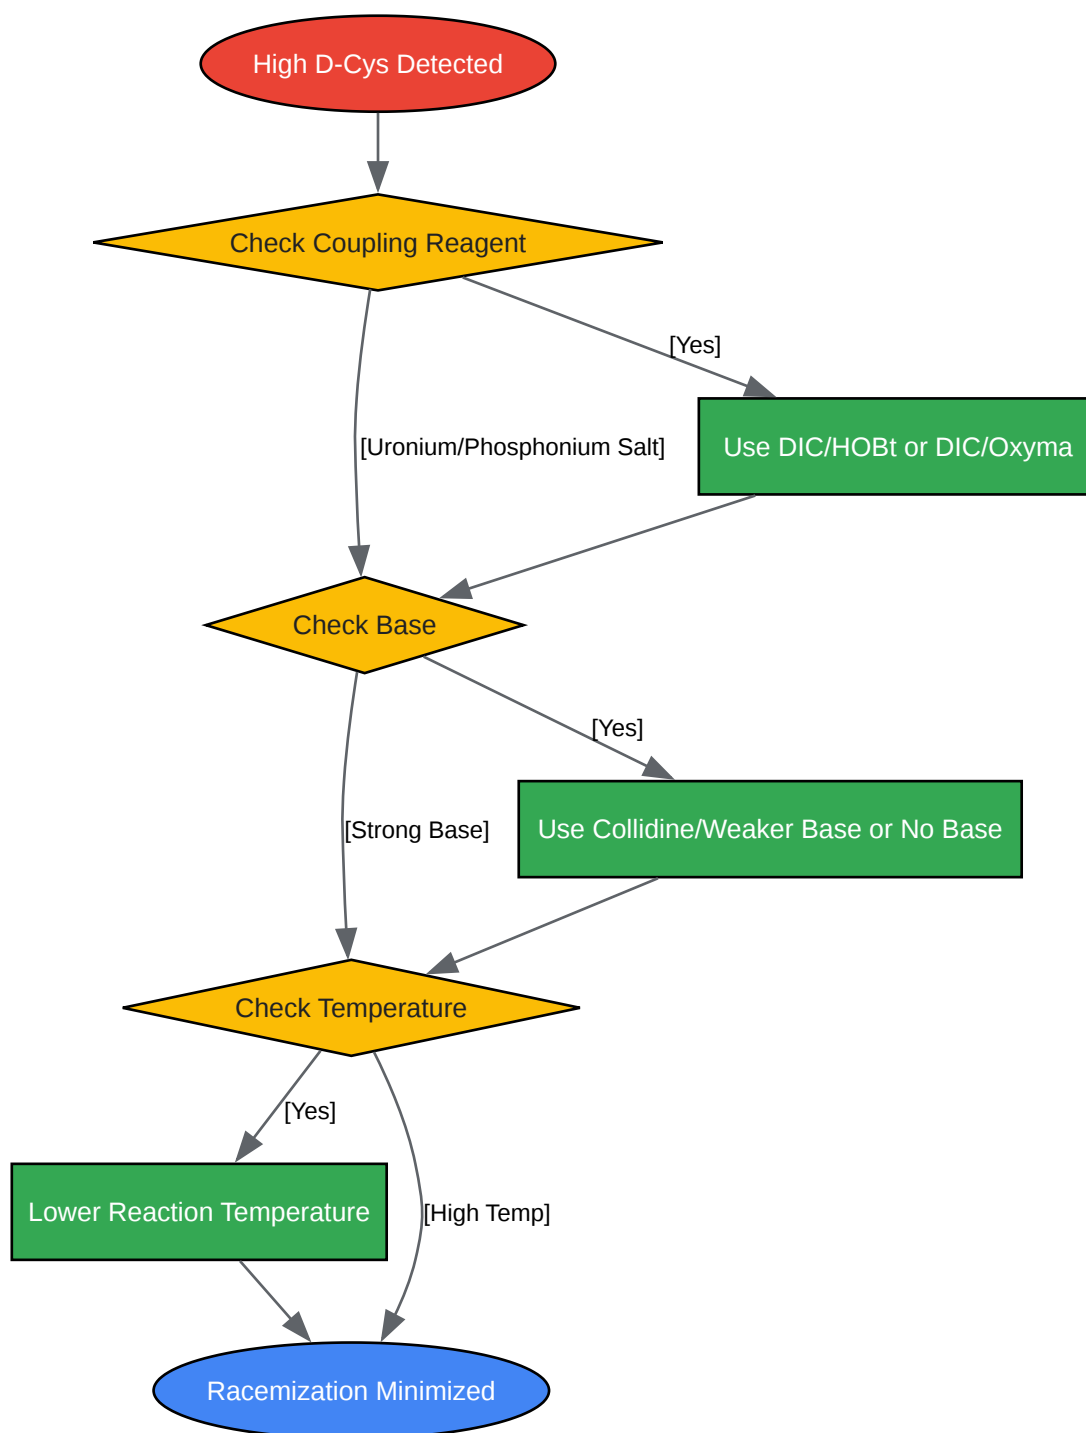 High D-Cys Detected
Check Coupling Reagent
[Yes]
[Uronium/Phosphonium Salt]
Use DIC/HOBt or DIC/Oxyma
Check Base
[Yes]
[Strong Base]
Use Collidine/Weaker Base or No Base
Check Temperature
[Yes]
Lower Reaction Temperature
[High Temp]
Racemization Minimized